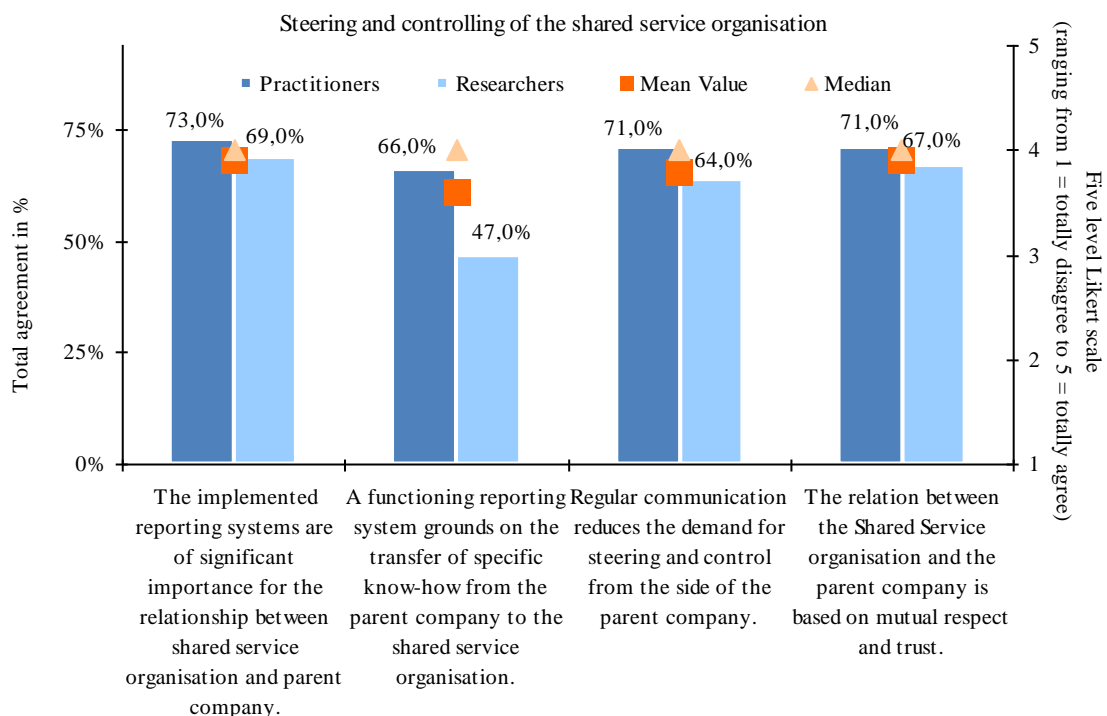 Steering and controlling of the shared service organisation
Practitioners Researchers Mean Value Median
Total agreement in %
75%
50%
25%
0%
73,0%
69,0%
66,0%
47,0%
71,0%
64,0%
71,0%
67,0%
5
4
3
2
1
Five level Likert scale
(ranging from 1 = totally disagree to 5 = totally agree)
The implemented
reporting systems are
of significant
importance for the
relationship between
shared service
organisation and parent
company.
A functioning reporting
system grounds on the
transfer of specific
know-how from the
parent company to the
shared service
organisation.
Regular communication
reduces the demand for
steering and control
from the side of the
parent company.
The relation between
the Shared Service
organisation and the
parent company is
based on mutual respect
and trust.